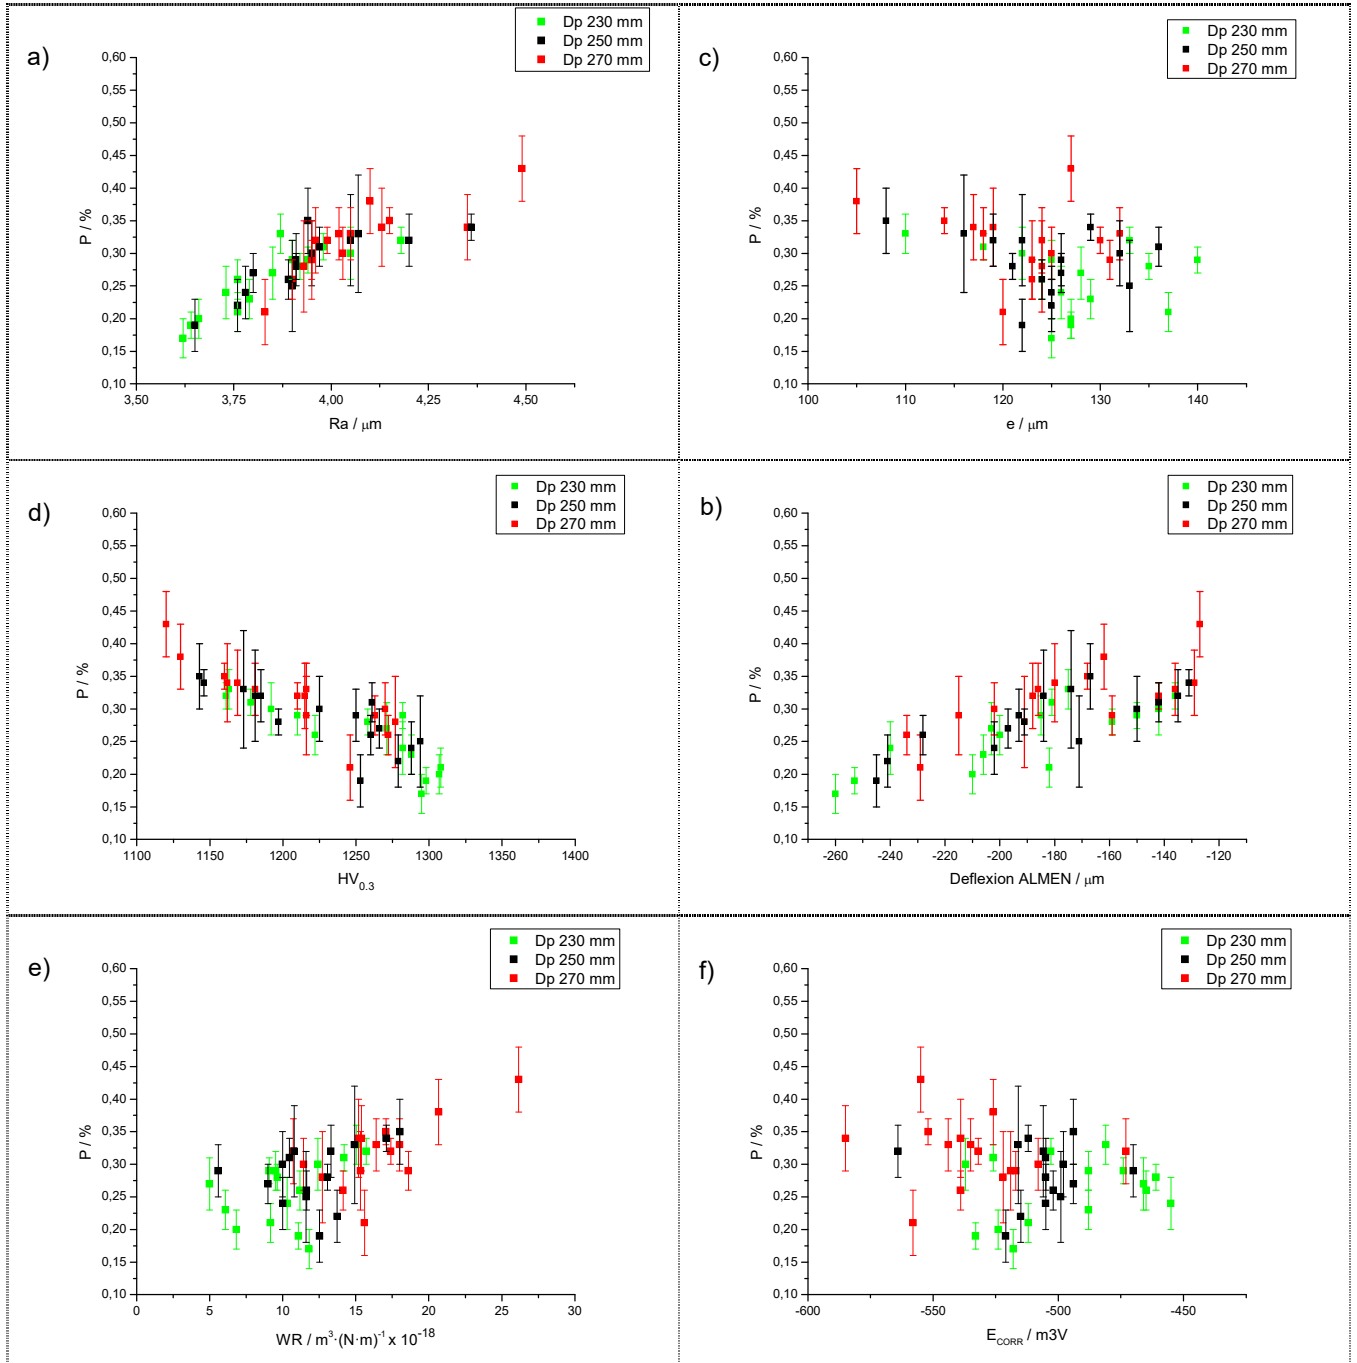 a)
Dp 230 mm
Dp 250 mm
Dp 270 mm
0,60
0,55
0,50
0,45
0,40
0,35
0,30
0,25
0,20
0,15
0,10
P / %
3,50 3,75 4,00 4,25 4,50
Ra / μm
c)
Dp 230 mm
Dp 250 mm
Dp 270 mm
0,60
0,55
0,50
0,45
0,40
0,35
0,30
0,25
0,20
0,15
0,10
P / %
100 110 120 130 140
e / μm
d)
Dp 230 mm
Dp 250 mm
Dp 270 mm
0,60
0,55
0,50
0,45
0,40
0,35
0,30
0,25
0,20
0,15
0,10
P / %
1100 1150 1200 1250 1300 1350 1400
HV0.3
b)
Dp 230 mm
Dp 250 mm
Dp 270 mm
0,60
0,55
0,50
0,45
0,40
0,35
0,30
0,25
0,20
0,15
0,10
P / %
-260 -240 -220 -200 -180 -160 -140 -120
Deflexion ALMEN / μm
e)
Dp 230 mm
Dp 250 mm
Dp 270 mm
0,60
0,55
0,50
0,45
0,40
0,35
0,30
0,25
0,20
0,15
0,10
P / %
0 5 10 15 20 25 30
WR / m³·(N·m)⁻¹ x 10⁻¹⁸
f)
Dp 230 mm
Dp 250 mm
Dp 270 mm
0,60
0,55
0,50
0,45
0,40
0,35
0,30
0,25
0,20
0,15
0,10
P / %
-600 -550 -500 -450
ECORR / m3V